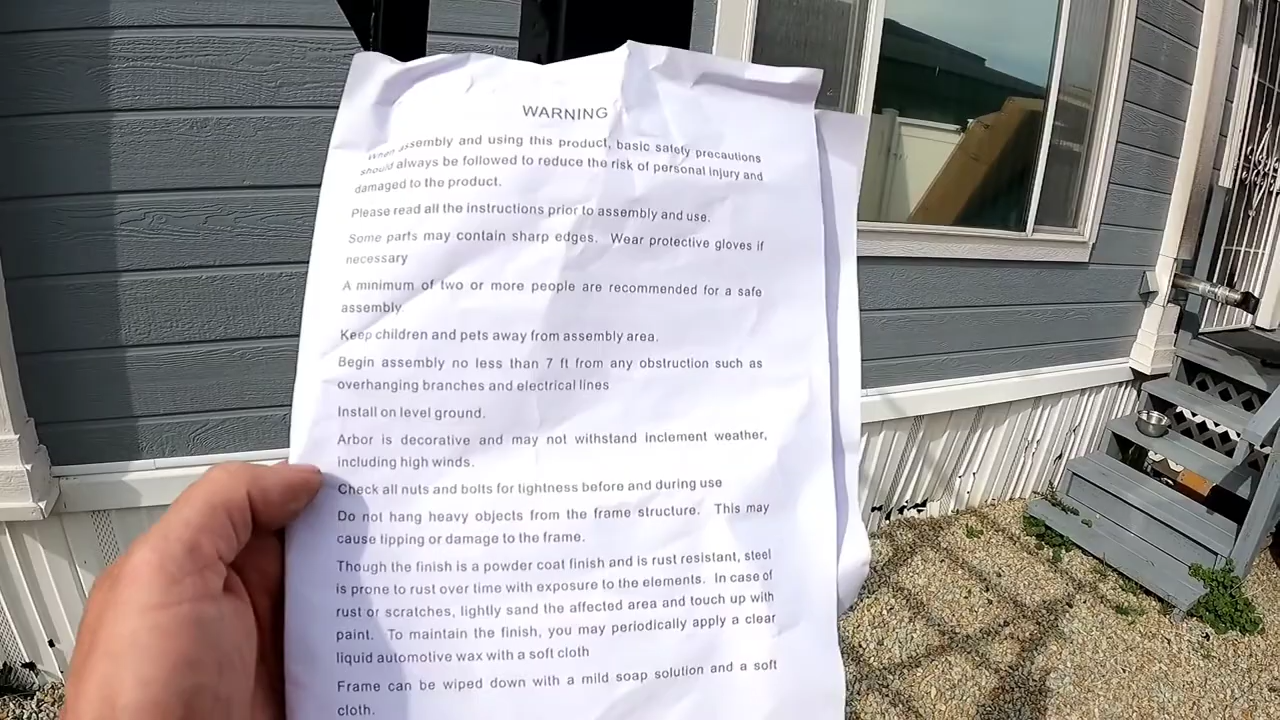 WARNING
When assembly and using this product, basic safety precautions
should always be followed to reduce the risk of personal injury and
damaged to the product.
Please read all the instructions prior to assembly and use.
Some parts may contain sharp edges. Wear protective gloves if
necessary
A minimum of two or more people are recommended for a safe
assembly
Keep children and pets away from assembly area.
Begin assembly no less than 7 ft from any obstruction such as
overhanging branches and electrical lines
Install on level ground.
Arbor is decorative and may not withstand inclement weather,
including high winds.
Check all nuts and bolts for tightness before and during use
Do not hang heavy objects from the frame structure. This may
cause tipping or damage to the frame.
Though the finish is a powder coat finish and is rust resistant, steel
is prone to rust over time with exposure to the elements. In case of
rust or scratches, lightly sand the affected area and touch up with
paint. To maintain the finish, you may periodically apply a clear
liquid automotive wax with a soft cloth
Frame can be wiped down with a mild soap solution and a soft
cloth.